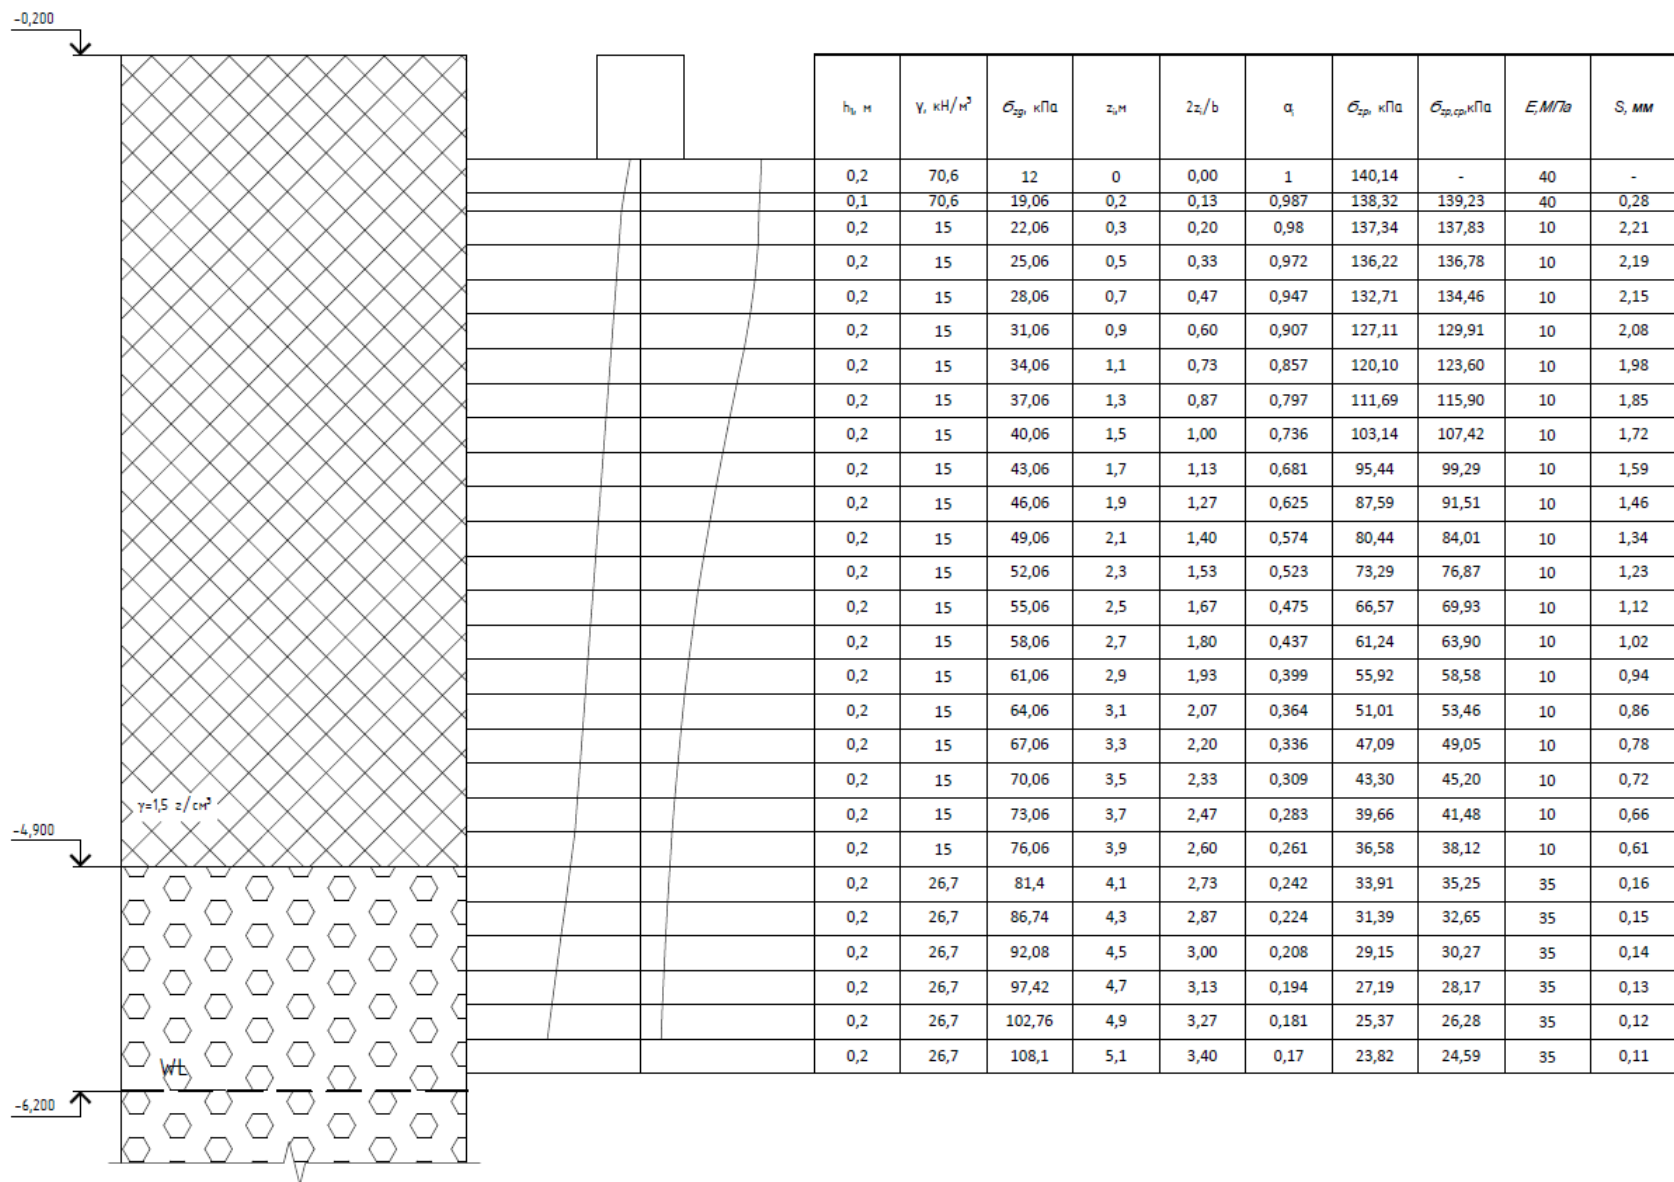 -0,200
h₁, м γ, кН/м³ σzg, кПа zᵢ,м 2zᵢ/b αᵢ σzp, кПа σzp,ср,кПа E,МПа S, мм
0,2 70,6 12 0 0,00 1 140,14 - 40 -
0,1 70,6 19,06 0,2 0,13 0,987 138,32 139,23 40 0,28
0,2 15 22,06 0,3 0,20 0,98 137,34 137,83 10 2,21
0,2 15 25,06 0,5 0,33 0,972 136,22 136,78 10 2,19
0,2 15 28,06 0,7 0,47 0,947 132,71 134,46 10 2,15
0,2 15 31,06 0,9 0,60 0,907 127,11 129,91 10 2,08
0,2 15 34,06 1,1 0,73 0,857 120,10 123,60 10 1,98
0,2 15 37,06 1,3 0,87 0,797 111,69 115,90 10 1,85
0,2 15 40,06 1,5 1,00 0,736 103,14 107,42 10 1,72
0,2 15 43,06 1,7 1,13 0,681 95,44 99,29 10 1,59
0,2 15 46,06 1,9 1,27 0,625 87,59 91,51 10 1,46
0,2 15 49,06 2,1 1,40 0,574 80,44 84,01 10 1,34
0,2 15 52,06 2,3 1,53 0,523 73,29 76,87 10 1,23
0,2 15 55,06 2,5 1,67 0,475 66,57 69,93 10 1,12
0,2 15 58,06 2,7 1,80 0,437 61,24 63,90 10 1,02
0,2 15 61,06 2,9 1,93 0,399 55,92 58,58 10 0,94
0,2 15 64,06 3,1 2,07 0,364 51,01 53,46 10 0,86
0,2 15 67,06 3,3 2,20 0,336 47,09 49,05 10 0,78
0,2 15 70,06 3,5 2,33 0,309 43,30 45,20 10 0,72
γ=1,5 г/см³
0,2 15 73,06 3,7 2,47 0,283 39,66 41,48 10 0,66
-4,900
0,2 15 76,06 3,9 2,60 0,261 36,58 38,12 10 0,61
0,2 26,7 81,4 4,1 2,73 0,242 33,91 35,25 35 0,16
0,2 26,7 86,74 4,3 2,87 0,224 31,39 32,65 35 0,15
0,2 26,7 92,08 4,5 3,00 0,208 29,15 30,27 35 0,14
0,2 26,7 97,42 4,7 3,13 0,194 27,19 28,17 35 0,13
0,2 26,7 102,76 4,9 3,27 0,181 25,37 26,28 35 0,12
0,2 26,7 108,1 5,1 3,40 0,17 23,82 24,59 35 0,11
WL
-6,200